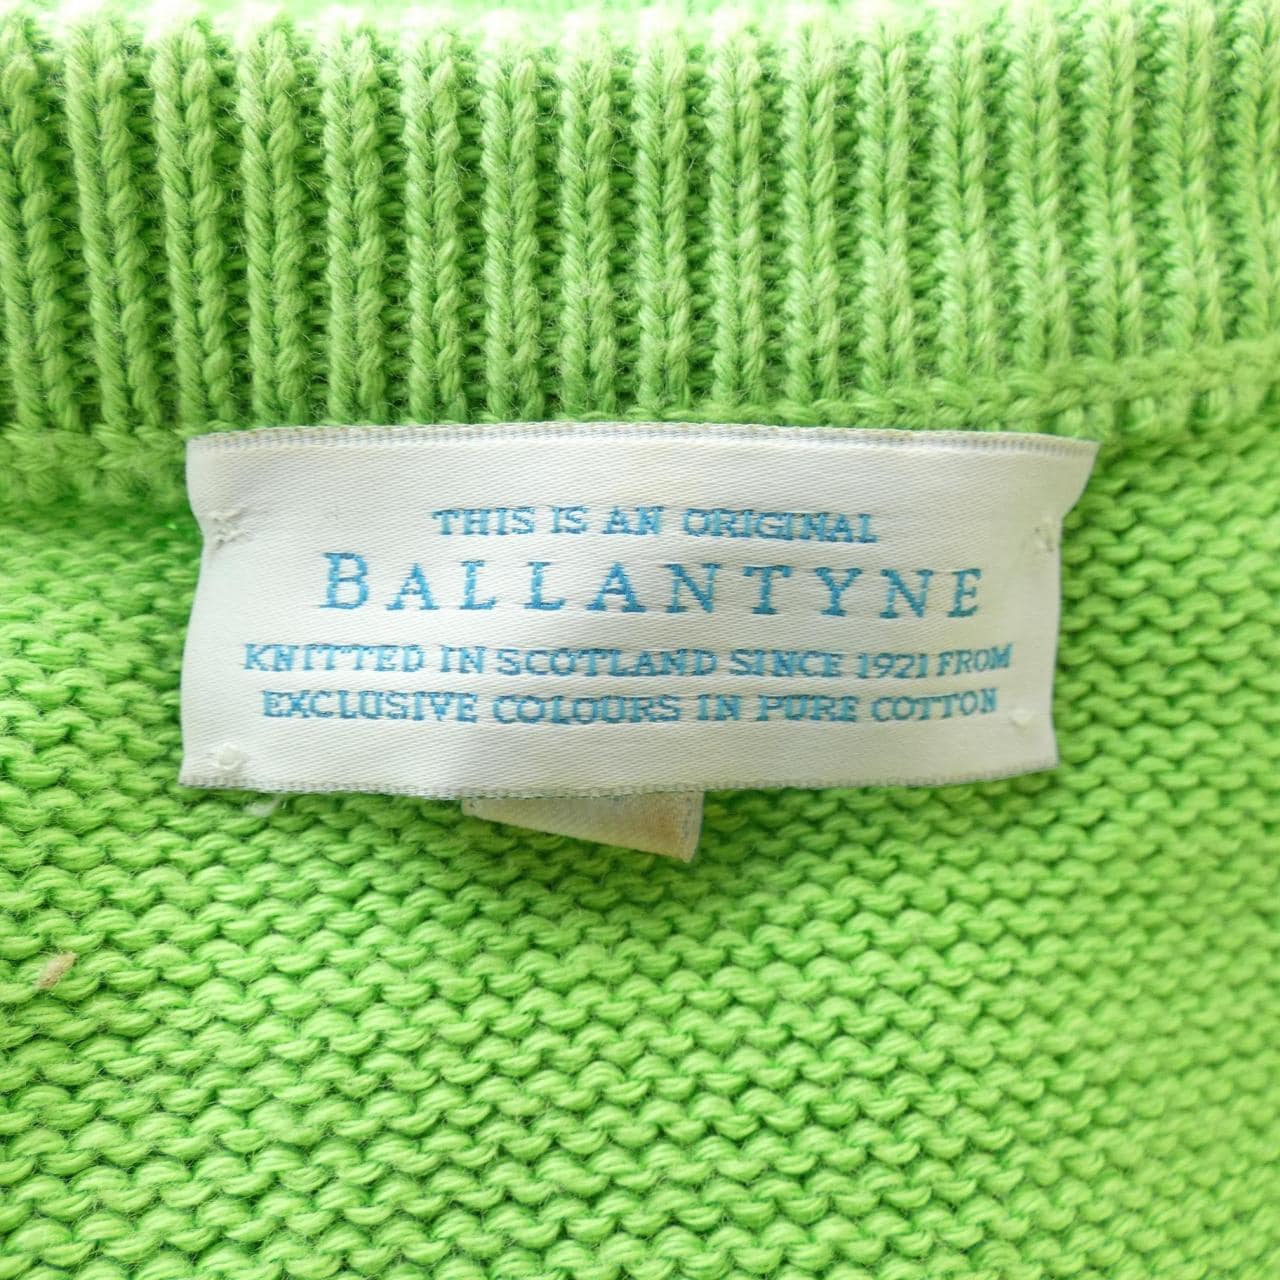 THIS IS AN ORIGINAL
BALLANTYNE
KNITTED IN SCOTLAND SINCE 1921 FROM
EXCLUSIVE COLOURS IN PURE COTTON